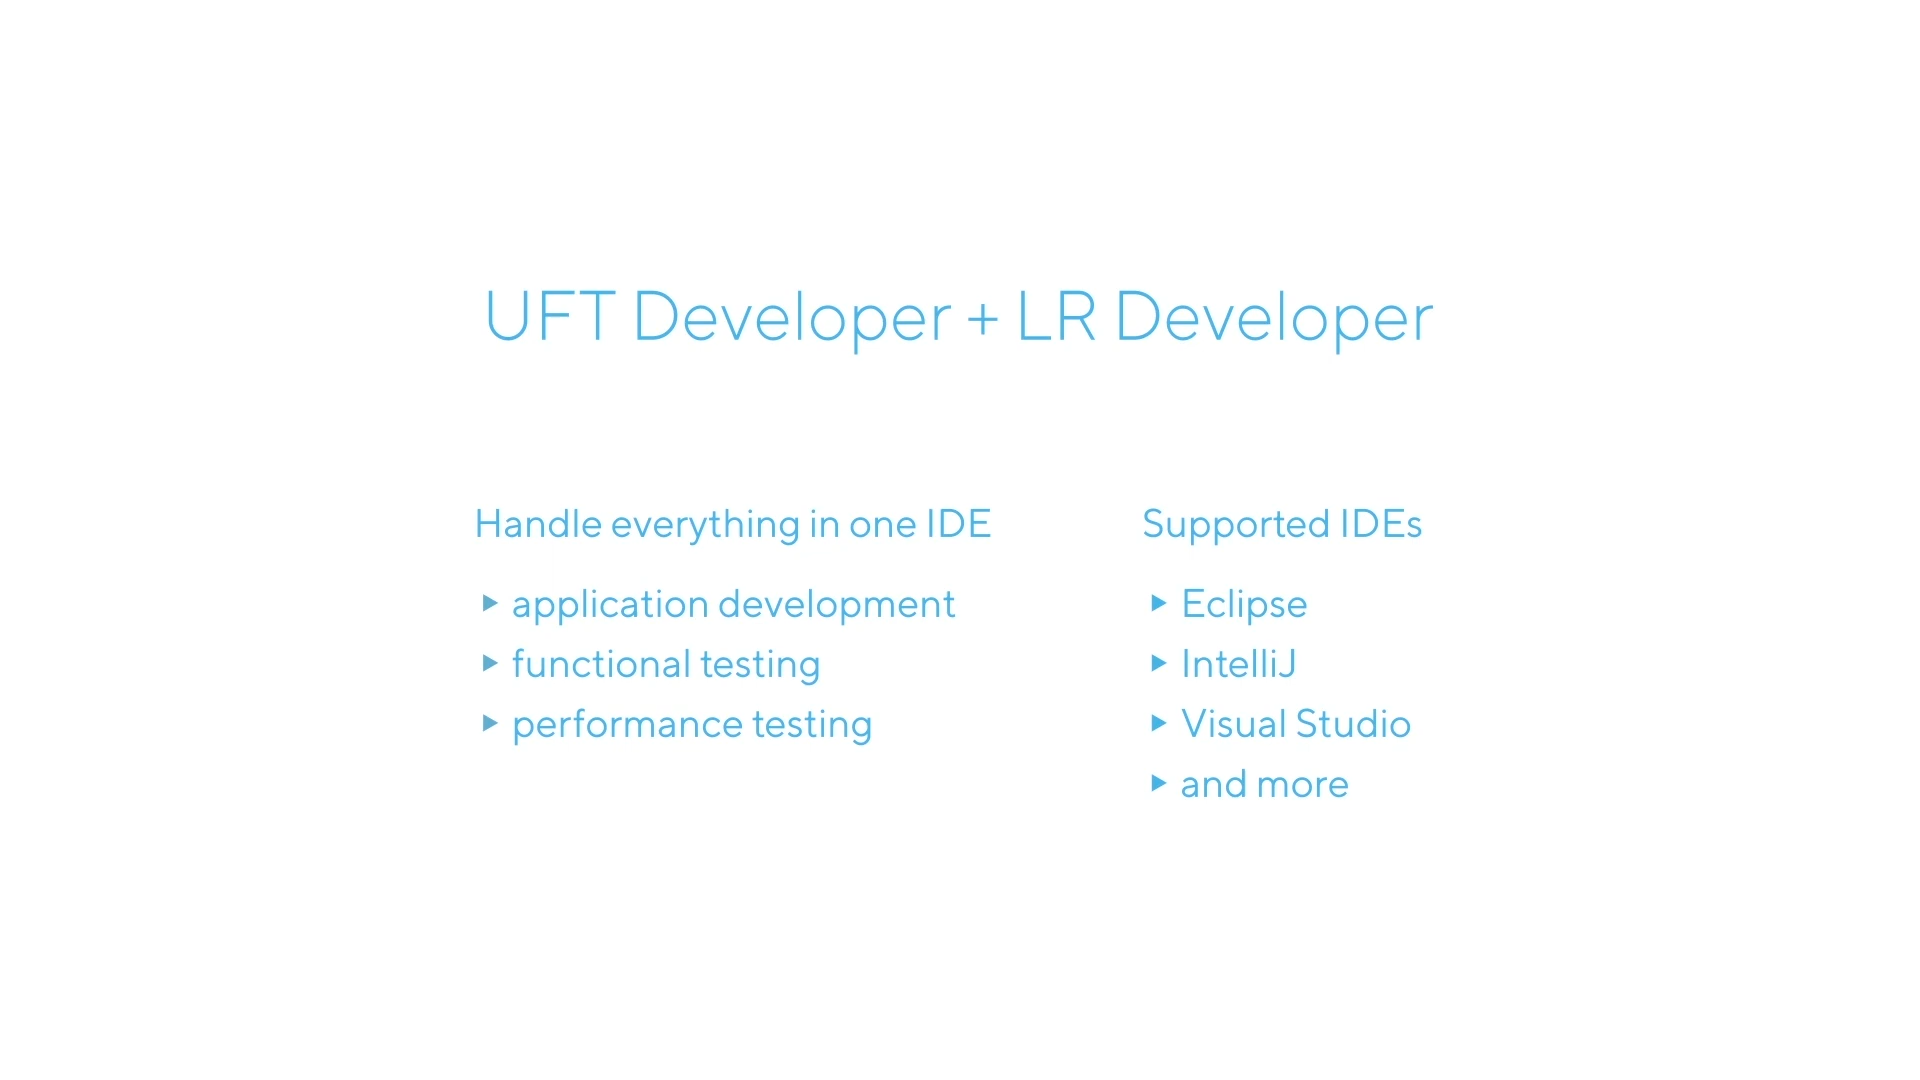 UFT Developer + LR Developer
Handle everything in one IDE
▶ application development
▶ functional testing
▶ performance testing
Supported IDEs
▶ Eclipse
▶ IntelliJ
▶ Visual Studio
▶ and more